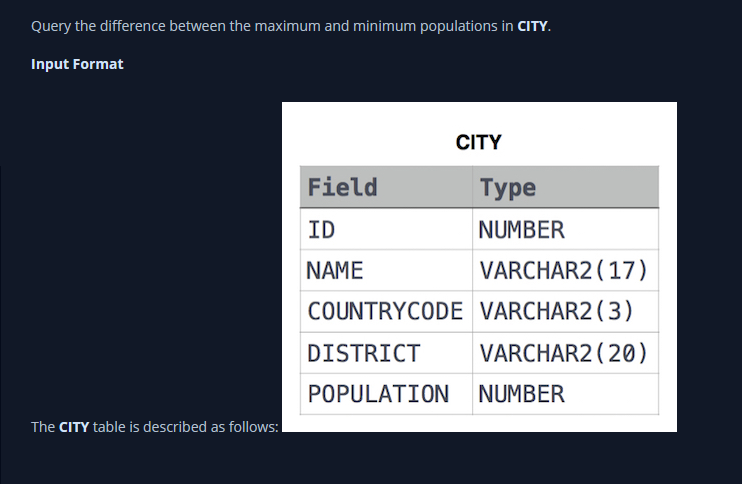 Query the difference between the maximum and minimum populations in CITY.
Input Format
CITY
Field Type
ID NUMBER
NAME VARCHAR2(17)
COUNTRYCODE VARCHAR2(3)
DISTRICT VARCHAR2(20)
POPULATION NUMBER
The CITY table is described as follows: